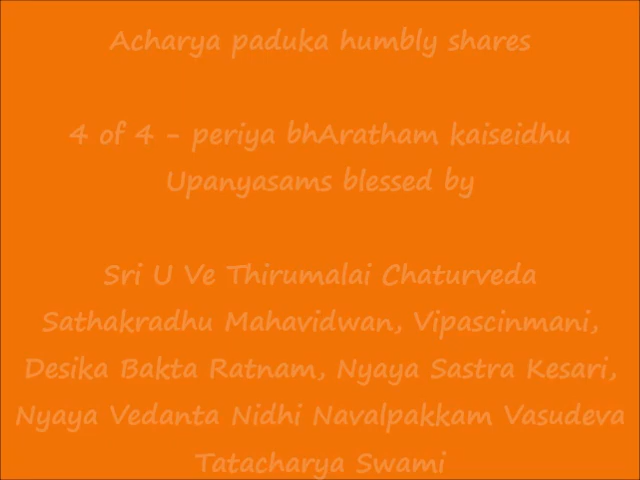 Acharya paduka humbly shares
4 of 4 - periya bhAratham kaiseidhu
Upanyasams blessed by
Sri U Ve Thirumalai Chaturveda
Sathakradhu Mahavidwan, Vipascinmani,
Desika Bakta Ratnam, Nyaya Sastra Kesari,
Nyaya Vedanta Nidhi Navalpakkam Vasudeva
Tatacharya Swami